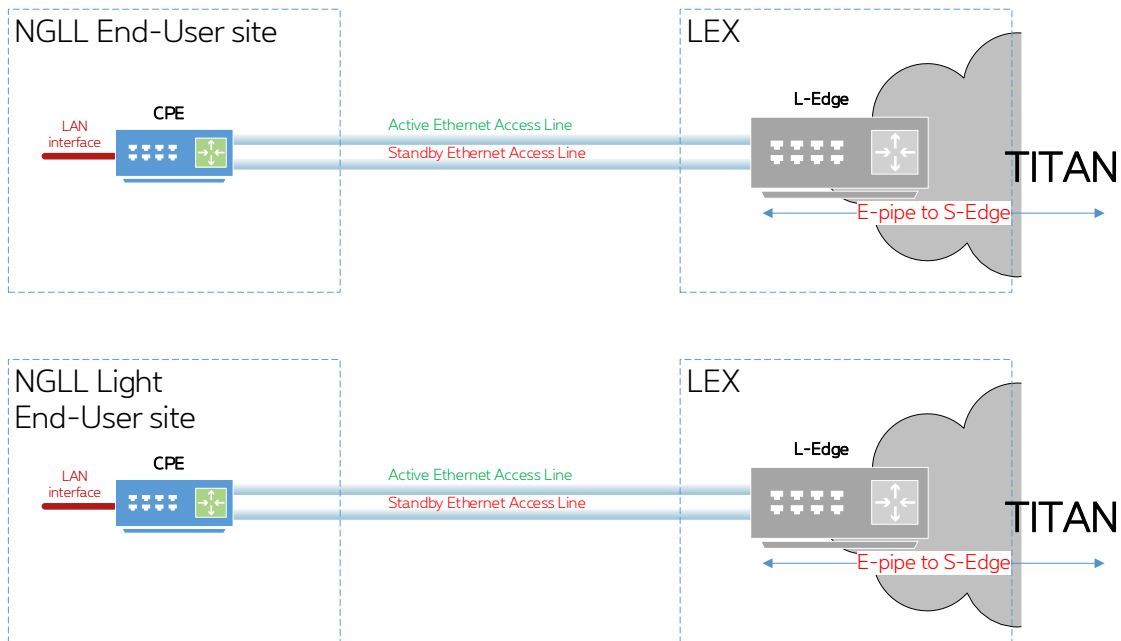 NGLL End-User site
LEX
CPE
L-Edge
LAN
interface
Active Ethernet Access Line
Standby Ethernet Access Line
TITAN
E-pipe to S-Edge
NGLL Light
End-User site
LEX
CPE
L-Edge
LAN
interface
Active Ethernet Access Line
Standby Ethernet Access Line
TITAN
E-pipe to S-Edge